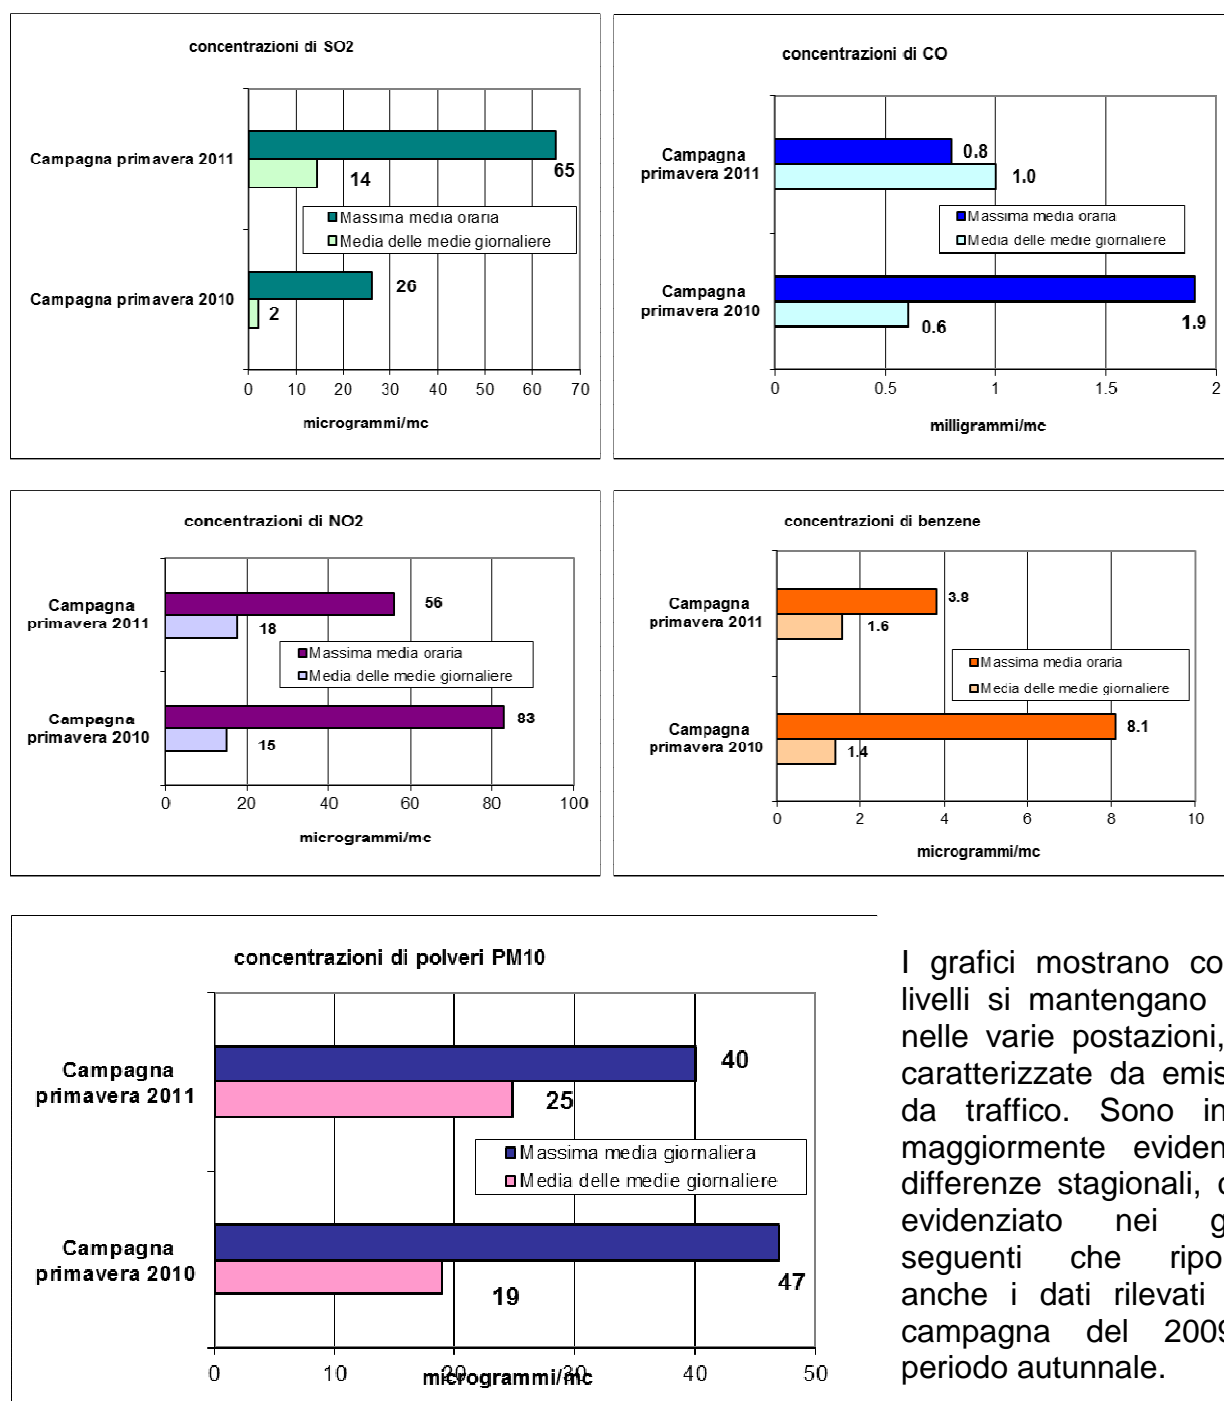 concentrazioni di SO2
Campagna primavera 2011
65
14
Massima media oraria
Media delle medie giornaliere
Campagna primavera 2010
26
2
0 10 20 30 40 50 60 70
microgrammi/mc
concentrazioni di CO
Campagna
primavera 2011
0.8
1.0
Massima media oraria
Media delle medie giornaliere
Campagna
primavera 2010
1.9
0.6
0 0.5 1 1.5 2
milligrammi/mc
concentrazioni di NO2
Campagna
primavera 2011
56
18
Massima media oraria
Media delle medie giornaliere
Campagna
primavera 2010
83
15
0 20 40 60 80 100
microgrammi/mc
concentrazioni di benzene
Campagna
primavera 2011
3.8
1.6
Massima media oraria
Media delle medie giornaliere
Campagna
primavera 2010
8.1
1.4
0 2 4 6 8 10
microgrammi/mc
concentrazioni di polveri PM10
Campagna
primavera 2011
40
25
Massima media giornaliera
Media delle medie giornaliere
Campagna
primavera 2010
47
19
0 10 20 30 40 50
microgrammi/mc
I grafici mostrano co
livelli si mantengano
nelle varie postazioni,
caratterizzate da emis
da traffico. Sono in
maggiormente eviden
differenze stagionali,
evidenziato nei g
seguenti che ripo
anche i dati rilevati
campagna del 2009
periodo autunnale.